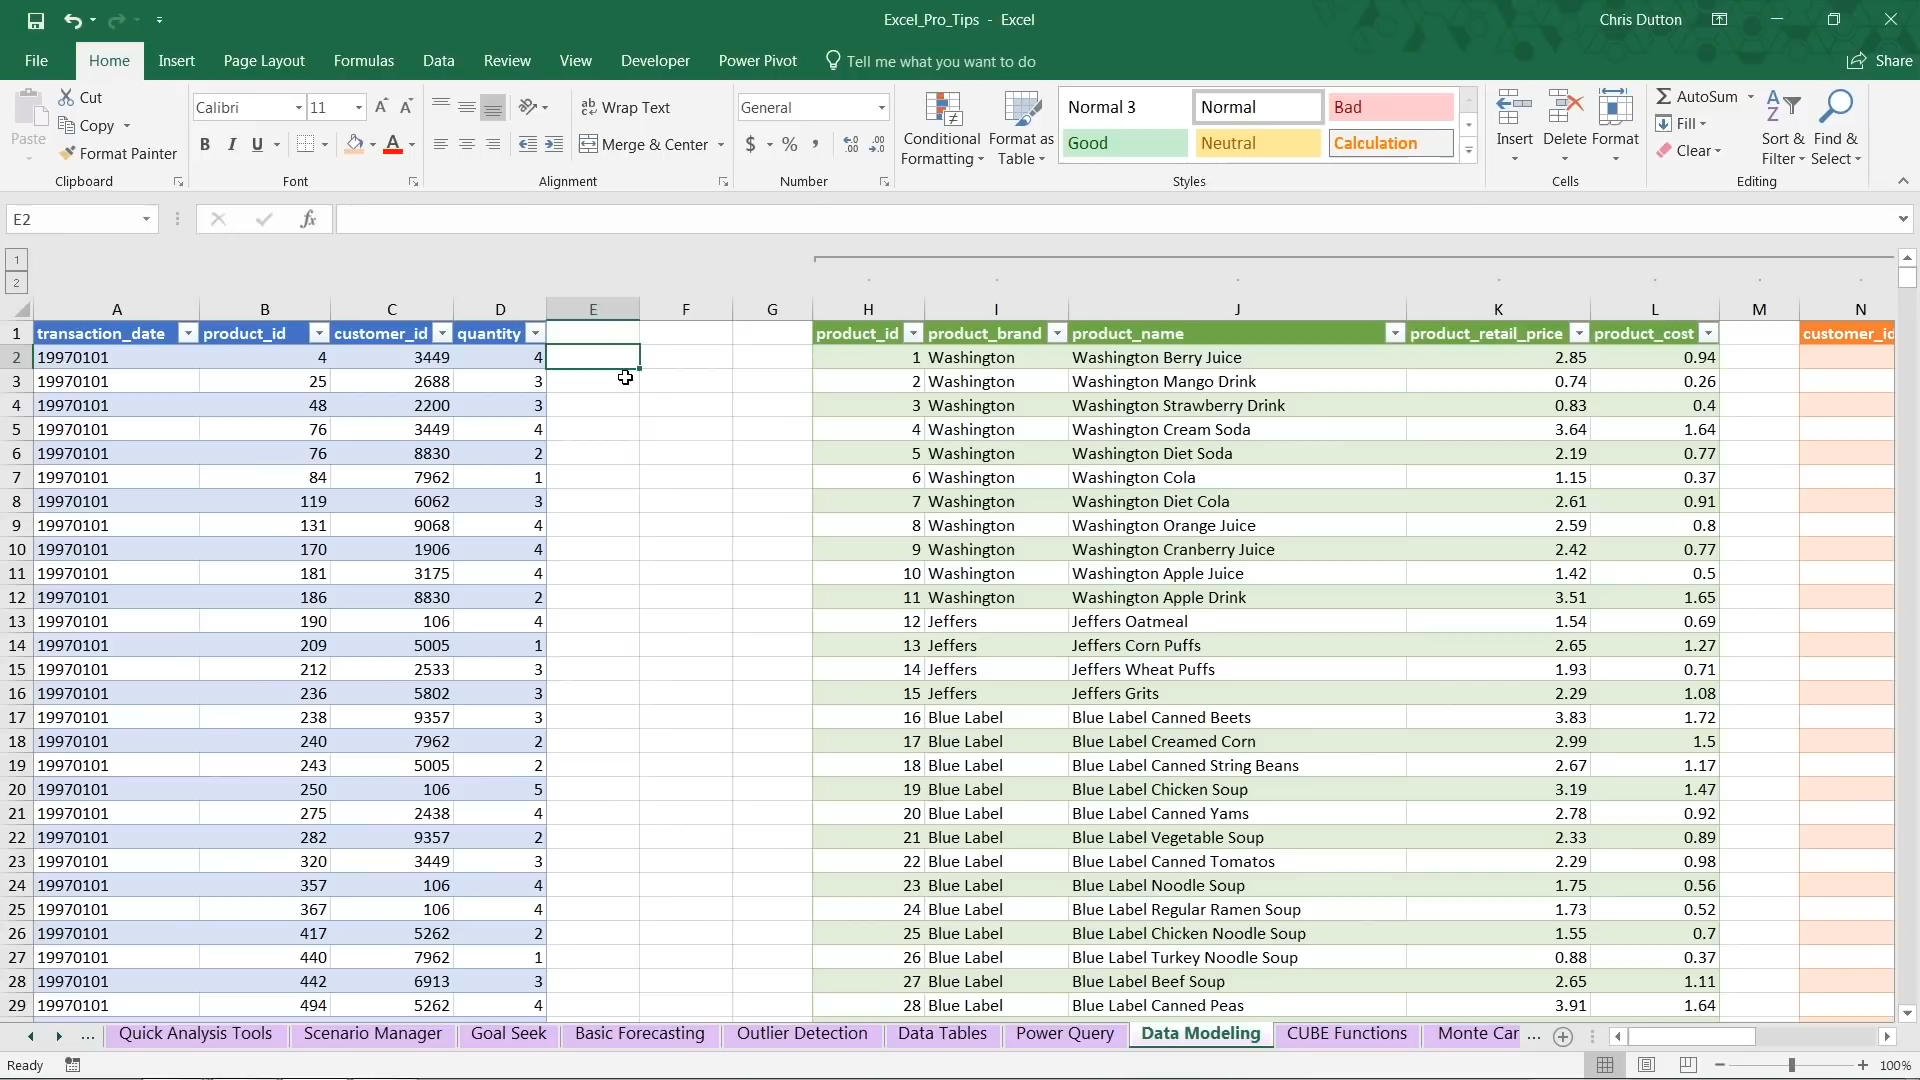 Excel_Pro_Tips - Excel
Chris Dutton
File Home Insert Page Layout Formulas Data Review View Developer Power Pivot Tell me what you want to do Share
Paste
Cut
Copy
Format Painter
Clipboard
Calibri 11
B I U A
Font
Wrap Text
Merge & Center
Alignment
General
$ % ,
Number
Conditional Formatting
Format as Table
Normal 3 Normal Bad
Good Neutral Calculation
Styles
Insert Delete Format
Cells
AutoSum
Fill
Clear
Sort & Filter
Find & Select
Editing
E2 fx
1
2
A B C D E F G H I J K L M N
1 transaction_date product_id customer_id quantity product_id product_brand product_name product_retail_price product_cost customer_id
2 19970101 4 3449 4 1 Washington Washington Berry Juice 2.85 0.94
3 19970101 25 2688 3 2 Washington Washington Mango Drink 0.74 0.26
4 19970101 48 2200 3 3 Washington Washington Strawberry Drink 0.83 0.4
5 19970101 76 3449 4 4 Washington Washington Cream Soda 3.64 1.64
6 19970101 76 8830 2 5 Washington Washington Diet Soda 2.19 0.77
7 19970101 84 7962 1 6 Washington Washington Cola 1.15 0.37
8 19970101 119 6062 3 7 Washington Washington Diet Cola 2.61 0.91
9 19970101 131 9068 4 8 Washington Washington Orange Juice 2.59 0.8
10 19970101 170 1906 4 9 Washington Washington Cranberry Juice 2.42 0.77
11 19970101 181 3175 4 10 Washington Washington Apple Juice 1.42 0.5
12 19970101 186 8830 2 11 Washington Washington Apple Drink 3.51 1.65
13 19970101 190 106 4 12 Jeffers Jeffers Oatmeal 1.54 0.69
14 19970101 209 5005 1 13 Jeffers Jeffers Corn Puffs 2.65 1.27
15 19970101 212 2533 3 14 Jeffers Jeffers Wheat Puffs 1.93 0.71
16 19970101 236 5802 3 15 Jeffers Jeffers Grits 2.29 1.08
17 19970101 238 9357 3 16 Blue Label Blue Label Canned Beets 3.83 1.72
18 19970101 240 7962 2 17 Blue Label Blue Label Creamed Corn 2.99 1.5
19 19970101 243 5005 2 18 Blue Label Blue Label Canned String Beans 2.67 1.17
20 19970101 250 106 5 19 Blue Label Blue Label Chicken Soup 3.19 1.47
21 19970101 275 2438 4 20 Blue Label Blue Label Canned Yams 2.78 0.92
22 19970101 282 9357 2 21 Blue Label Blue Label Vegetable Soup 2.33 0.89
23 19970101 320 3449 3 22 Blue Label Blue Label Canned Tomatos 2.29 0.98
24 19970101 357 106 4 23 Blue Label Blue Label Noodle Soup 1.75 0.56
25 19970101 367 106 4 24 Blue Label Blue Label Regular Ramen Soup 1.73 0.52
26 19970101 417 5262 2 25 Blue Label Blue Label Chicken Noodle Soup 1.55 0.7
27 19970101 440 7962 1 26 Blue Label Blue Label Turkey Noodle Soup 0.88 0.37
28 19970101 442 6913 3 27 Blue Label Blue Label Beef Soup 2.65 1.11
29 19970101 494 5262 4 28 Blue Label Blue Label Canned Peas 3.91 1.64
... Quick Analysis Tools Scenario Manager Goal Seek Basic Forecasting Outlier Detection Data Tables Power Query Data Modeling CUBE Functions Monte Car ...
Ready 100%